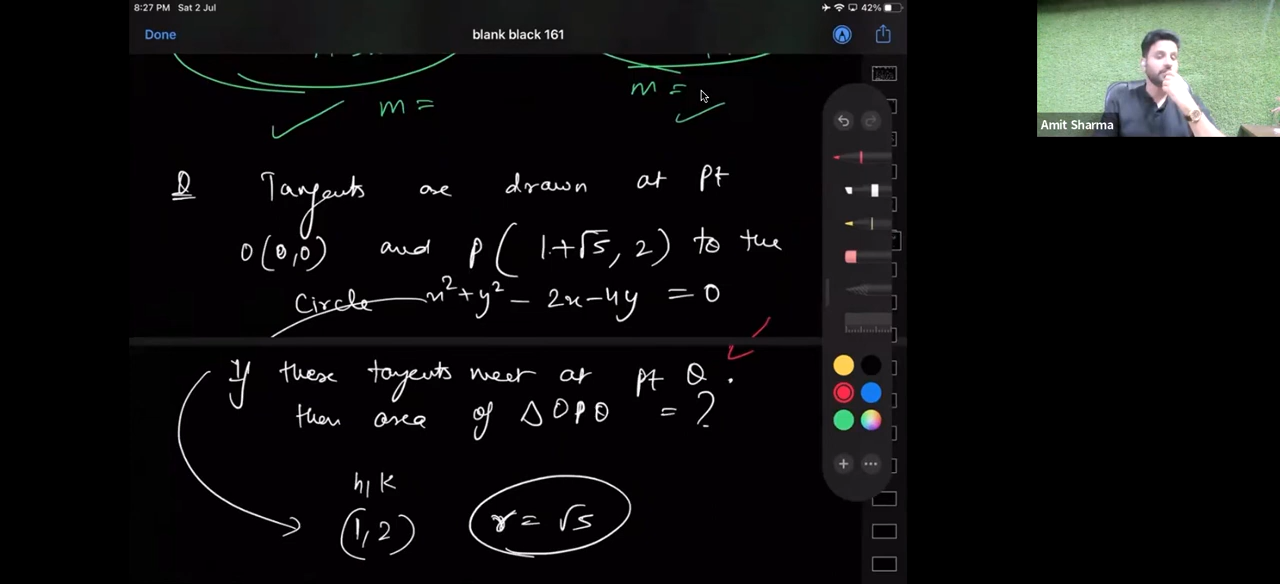 8:27 PM Sat 2 Jul
42%
Done
blank black 161
m =
m =
Q Tangents are drawn at Pt
O(0,0) and P(1+√5, 2) to the
Circle x²+y² - 2x-4y = 0
If these tangents meet at pt Q.
then area of △OPQ = ?
h, k
(1,2) r = √5
Amit Sharma